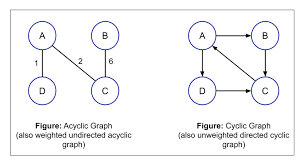 A
B
1
2
6
D
C
Figure: Acyclic Graph
(also weighted undirected acyclic
graph)
A
B
D
C
Figure: Cyclic Graph
(also unweighted directed cyclic
graph)